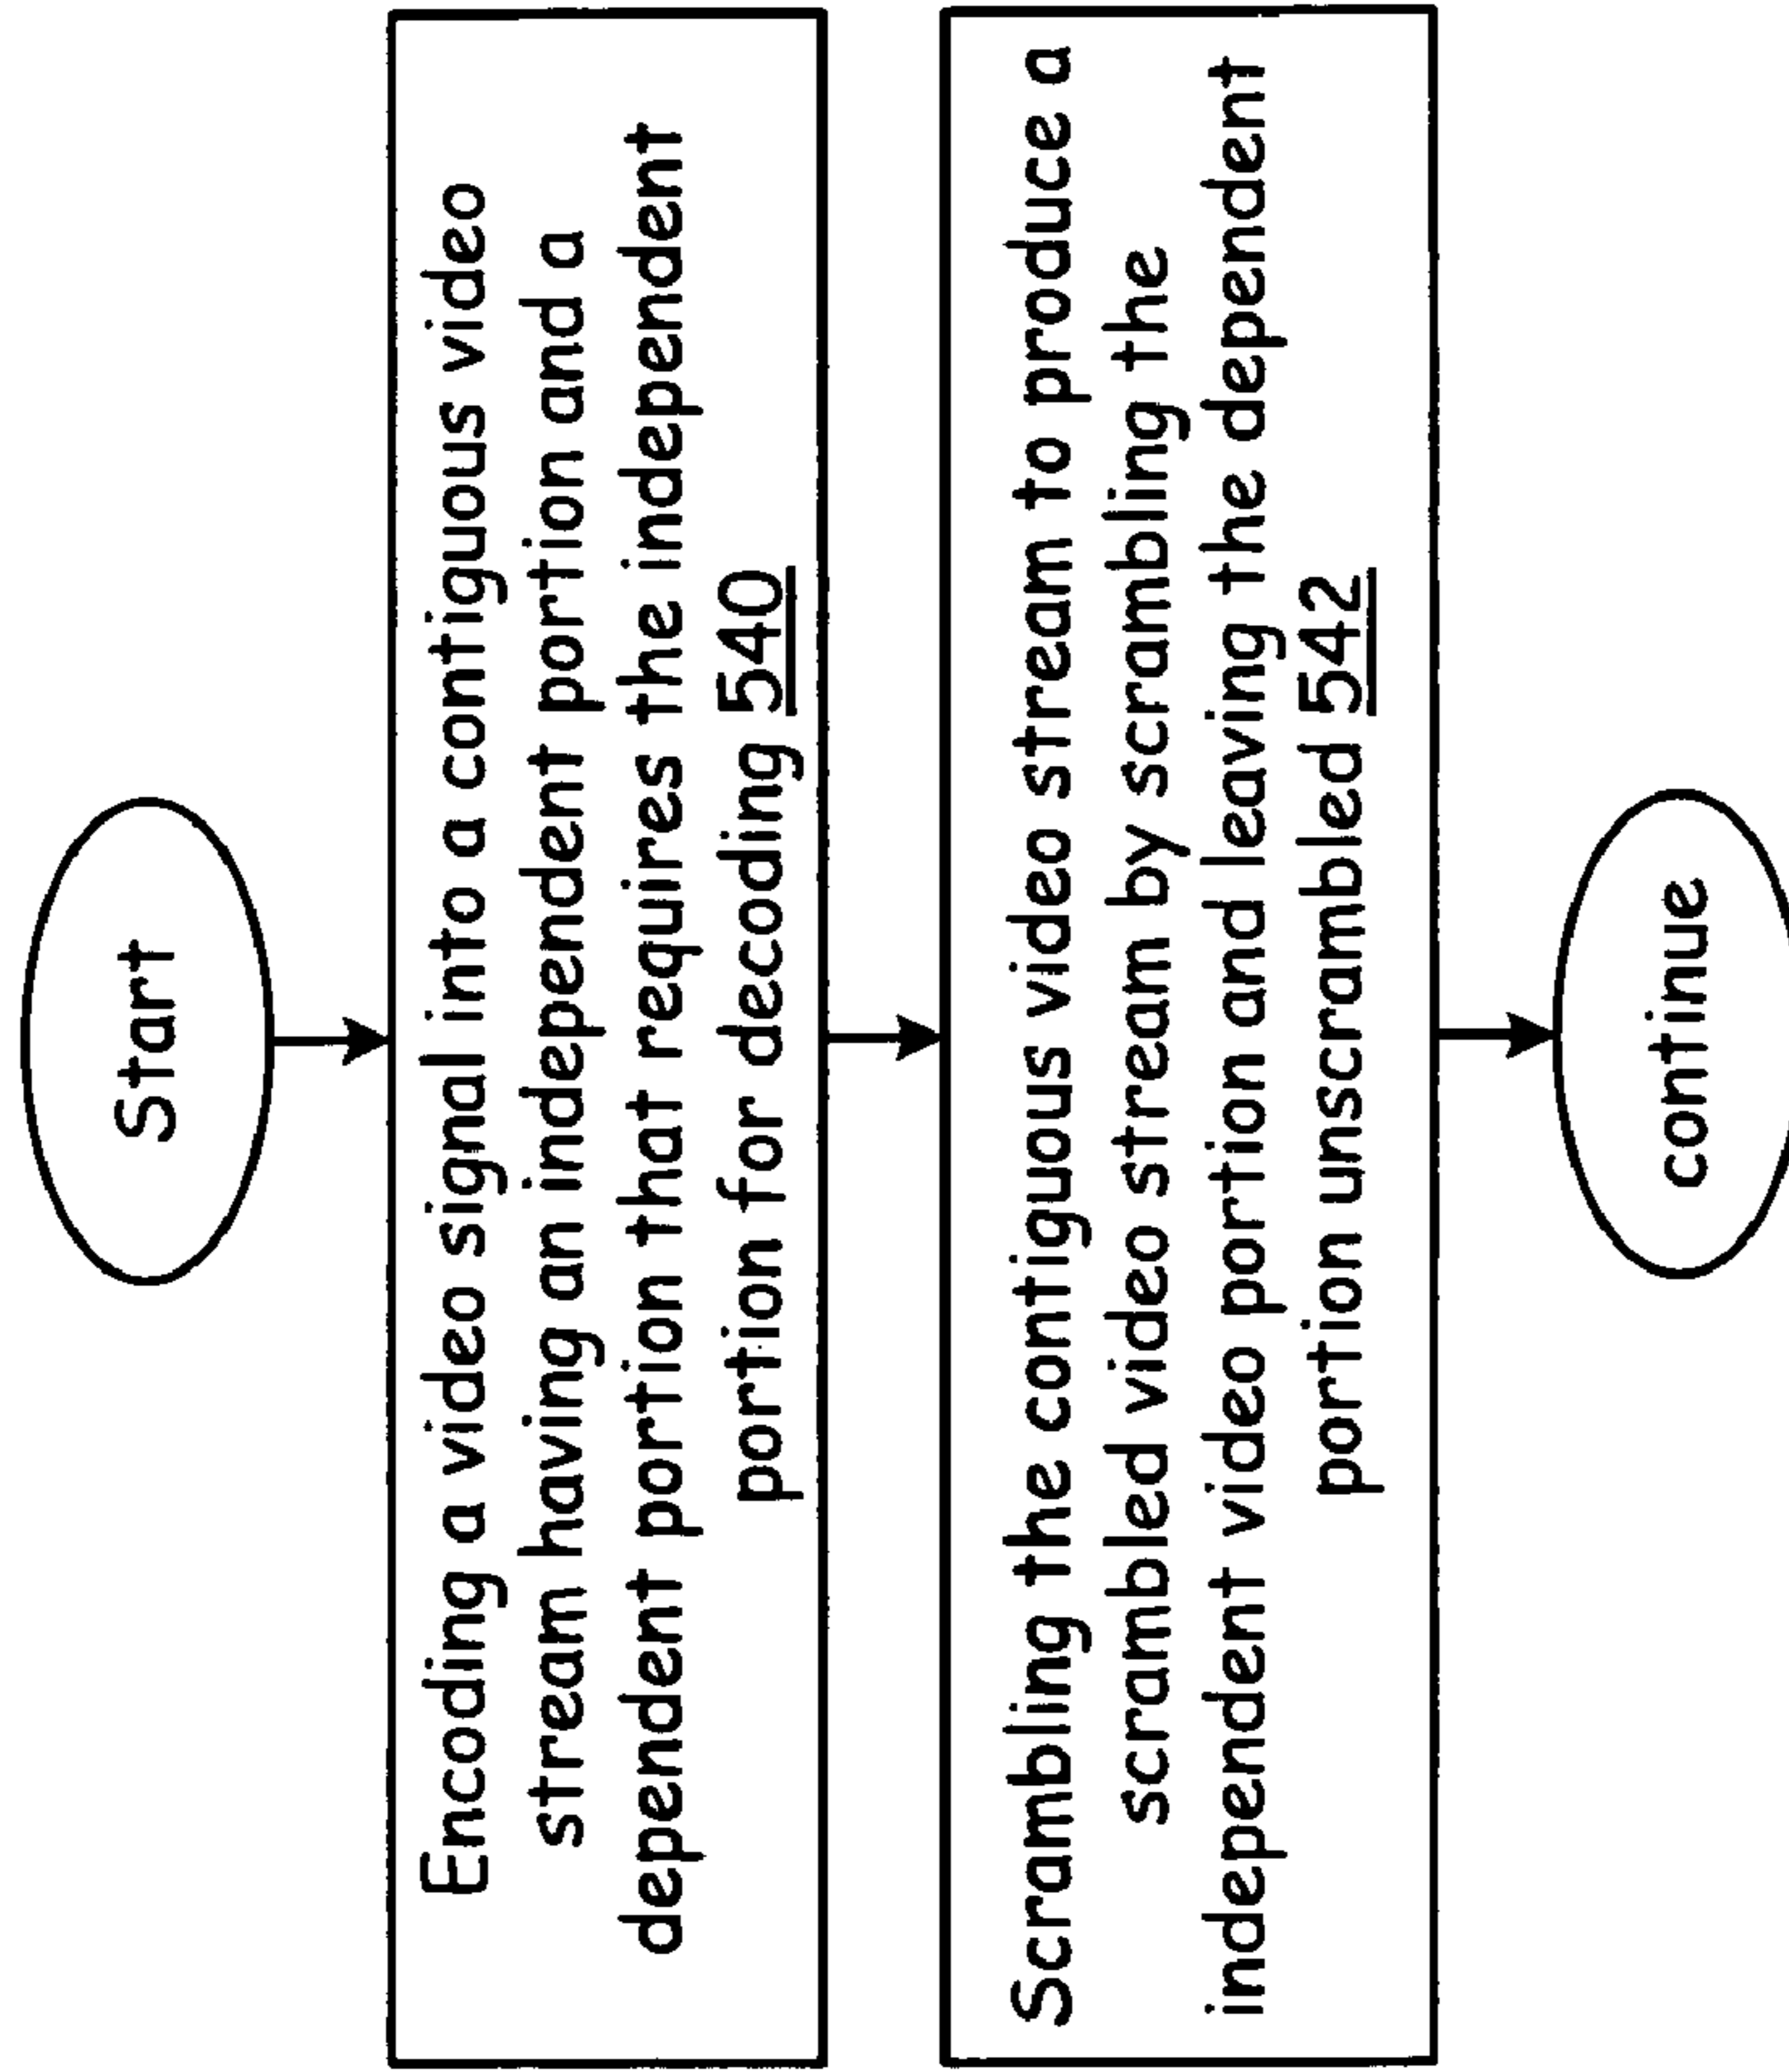 Start
Encoding a video signal into a contiguous video
stream having an independent portion and a
dependent portion that requires the independent
portion for decoding 540
Scrambling the contiguous video stream to produce a
scrambled video stream by scrambling the
independent video portion and leaving the dependent
portion unscrambled 542
continue